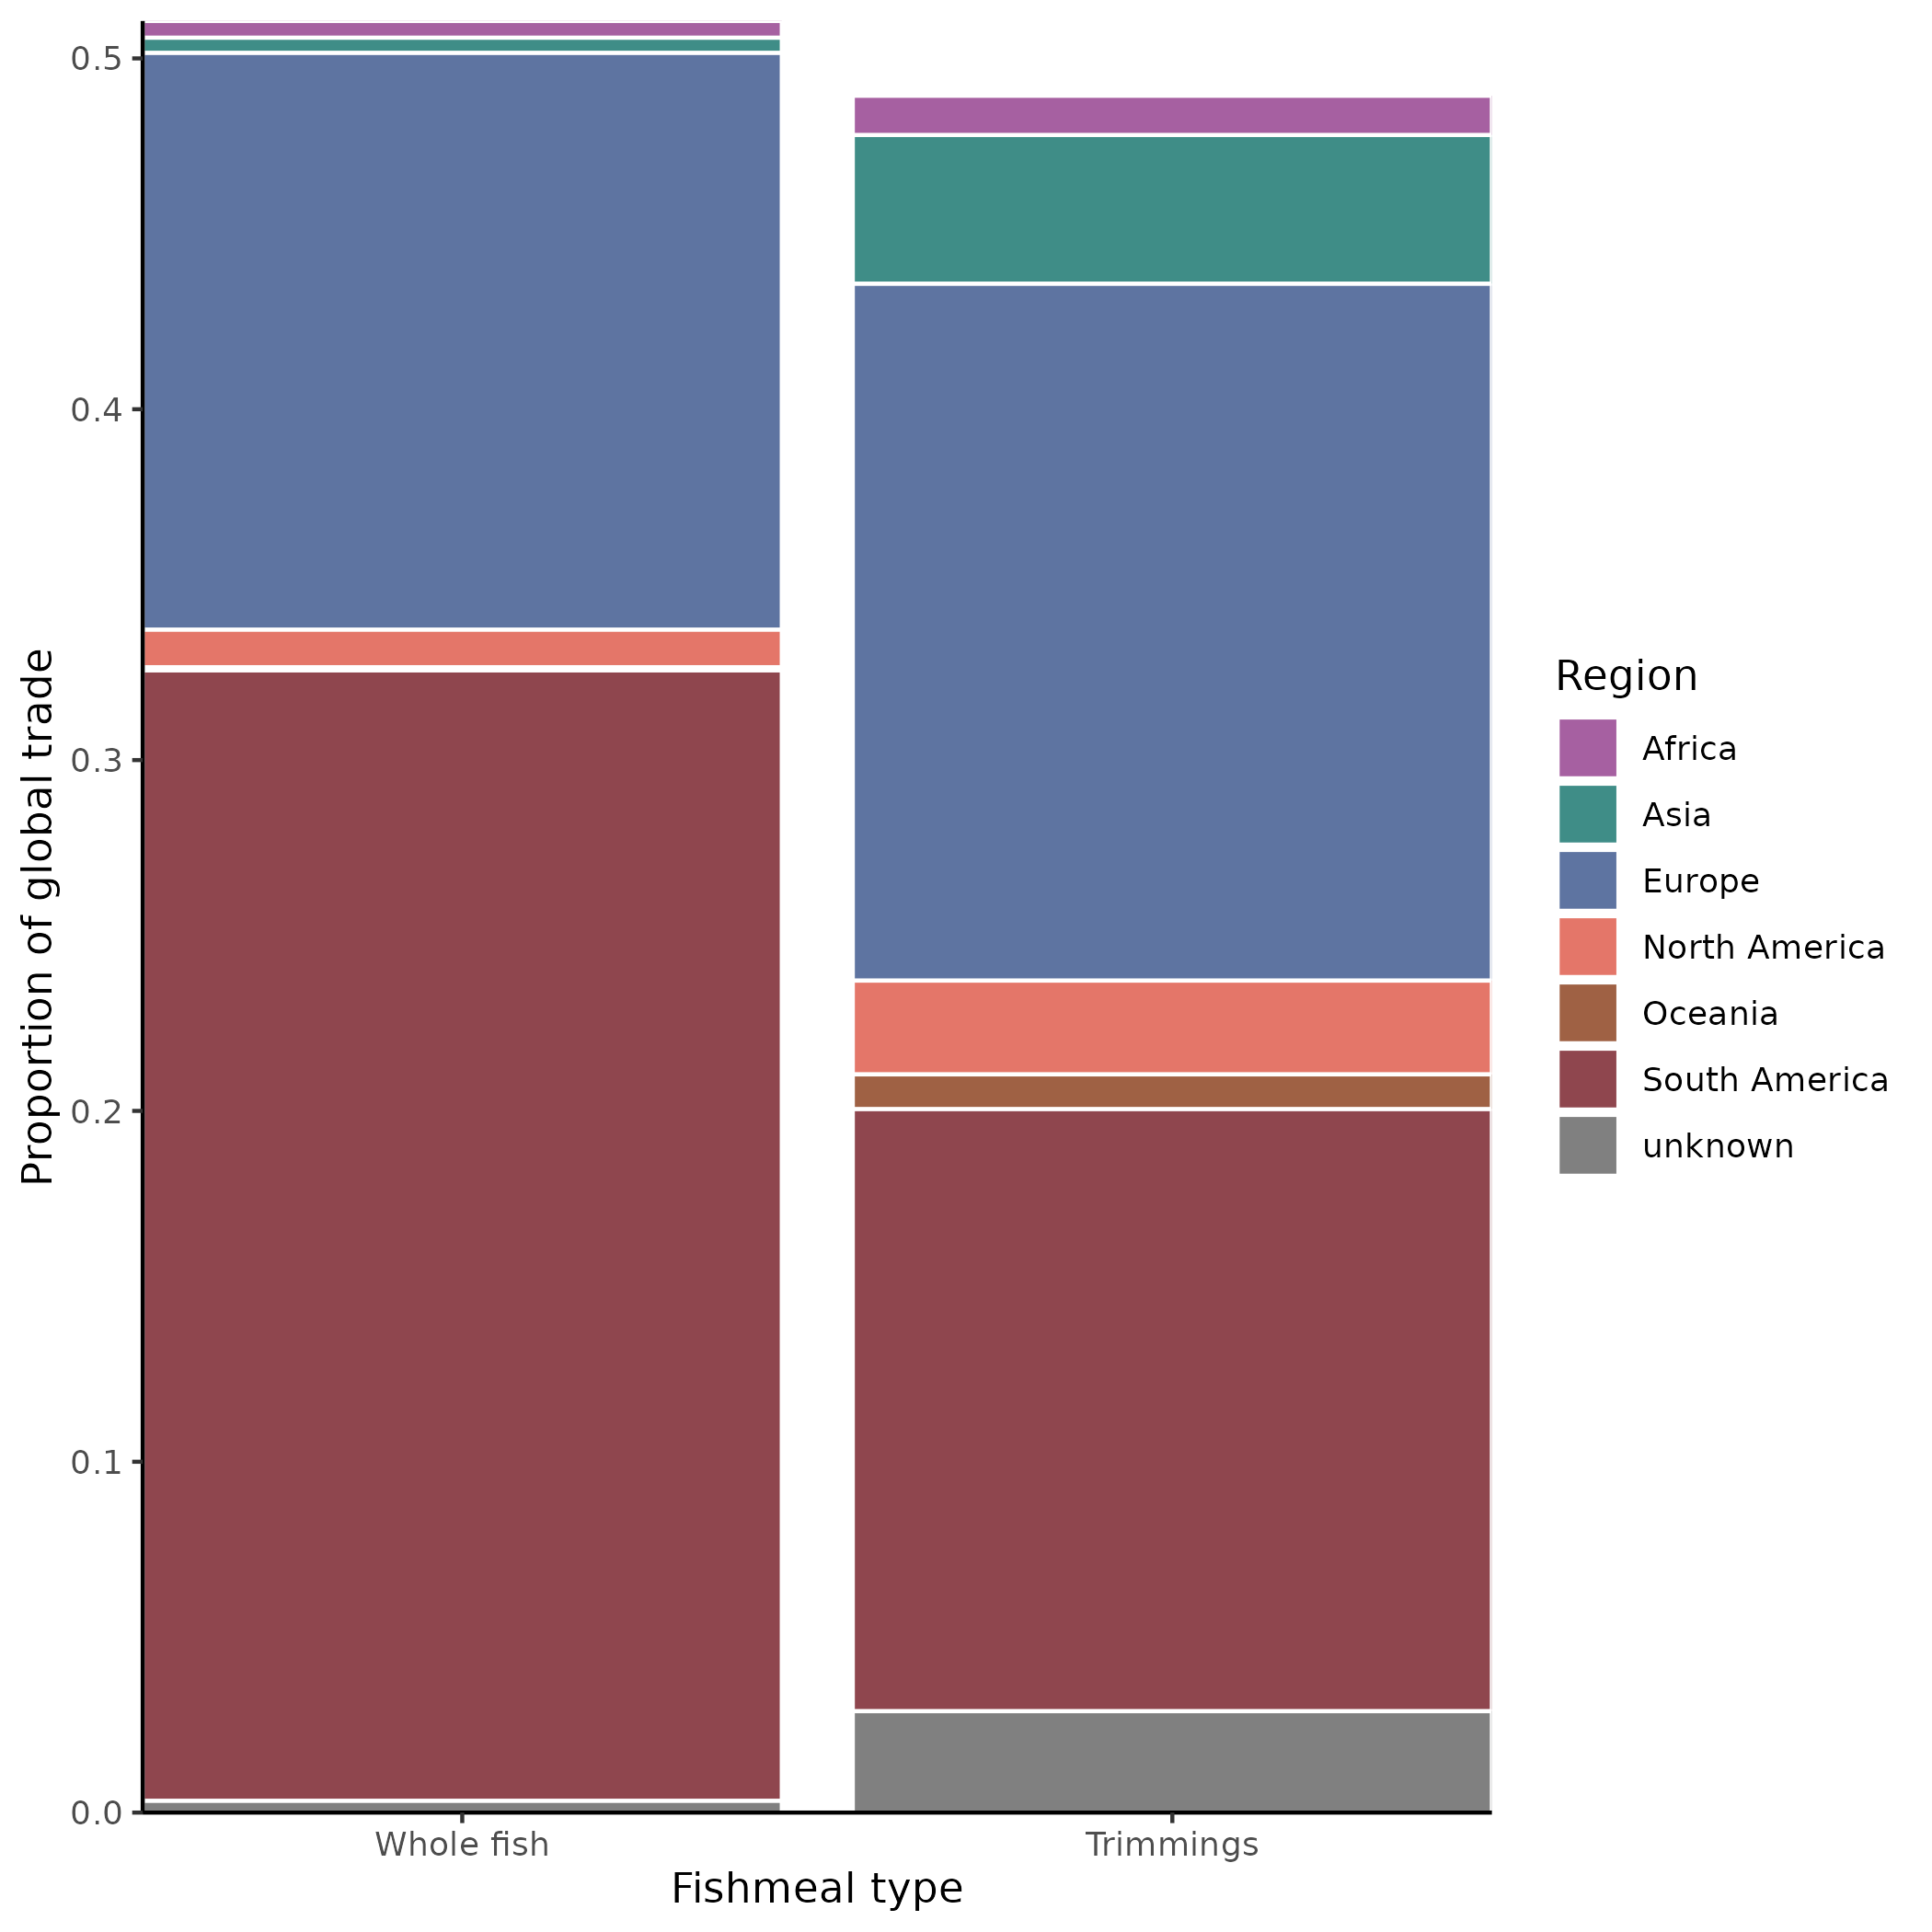 0.5
0.4
0.3
0.2
0.1
0.0
Proportion of global trade
Whole fish
Trimmings
Fishmeal type
Region
Africa
Asia
Europe
North America
Oceania
South America
unknown